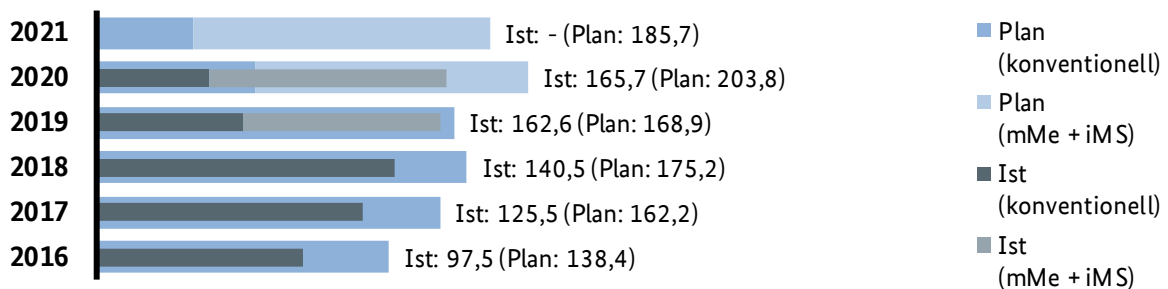 2021
Ist: - (Plan: 185,7)
2020
Ist: 165,7 (Plan: 203,8)
2019
Ist: 162,6 (Plan: 168,9)
2018
Ist: 140,5 (Plan: 175,2)
2017
Ist: 125,5 (Plan: 162,2)
2016
Ist: 97,5 (Plan: 138,4)
Plan
(konventionell)
Plan
(mMe + iMS)
Ist
(konventionell)
Ist
(mMe + iMS)